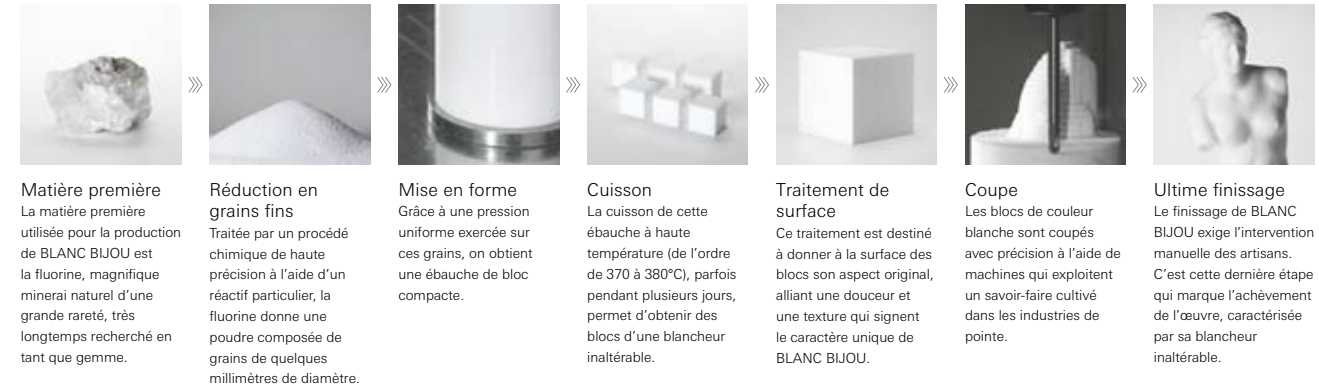 Matière première
La matière première
utilisée pour la production
de BLANC BIJOU est
la fluorine, magnifique
minerai naturel d'une
grande rareté, très
longtemps recherché en
tant que gemme.
Réduction en
grains fins
Traitée par un procédé
chimique de haute
précision à l'aide d'un
réactif particulier, la
fluorine donne une
poudre composée de
grains de quelques
millimètres de diamètre.
Mise en forme
Grâce à une pression
uniforme exercée sur
ces grains, on obtient
une ébauche de bloc
compacte.
Cuisson
La cuisson de cette
ébauche à haute
température (de l'ordre
de 370 à 380°C), parfois
pendant plusieurs jours,
permet d'obtenir des
blocs d'une blancheur
inaltérable.
Traitement de
surface
Ce traitement est destiné
à donner à la surface des
blocs son aspect original,
alliant une douceur et
une texture qui signent
le caractère unique de
BLANC BIJOU.
Coupe
Les blocs de couleur
blanche sont coupés
avec précision à l'aide de
machines qui exploitent
un savoir-faire cultivé
dans les industries de
pointe.
Ultime finissage
Le finissage de BLANC
BIJOU exige l'intervention
manuelle des artisans.
C'est cette dernière étape
qui marque l'achèvement
de l'œuvre, caractérisée
par sa blancheur
inaltérable.